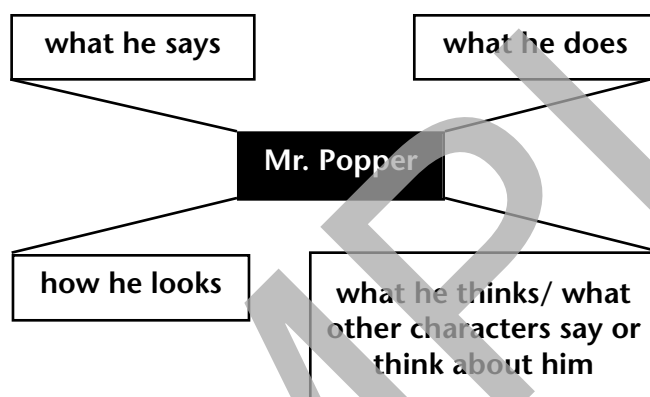 what he says
what he does
Mr. Popper
how he looks
what he thinks/ what
other characters say or
think about him